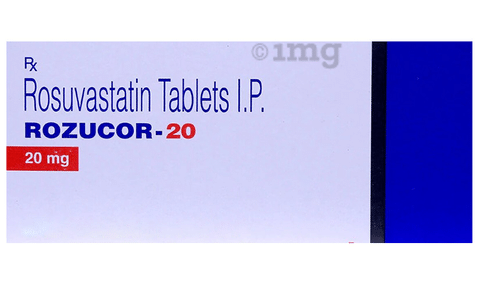 ©1mg
Rx
Rosuvastatin Tablets I.P.
ROZUCOR-20
20 mg